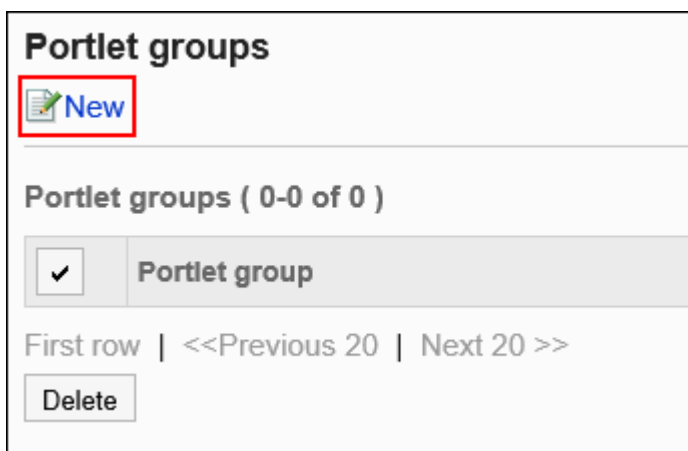 Portlet groups
New
Portlet groups ( 0-0 of 0 )
Portlet group
First row | <<Previous 20 | Next 20 >>
Delete